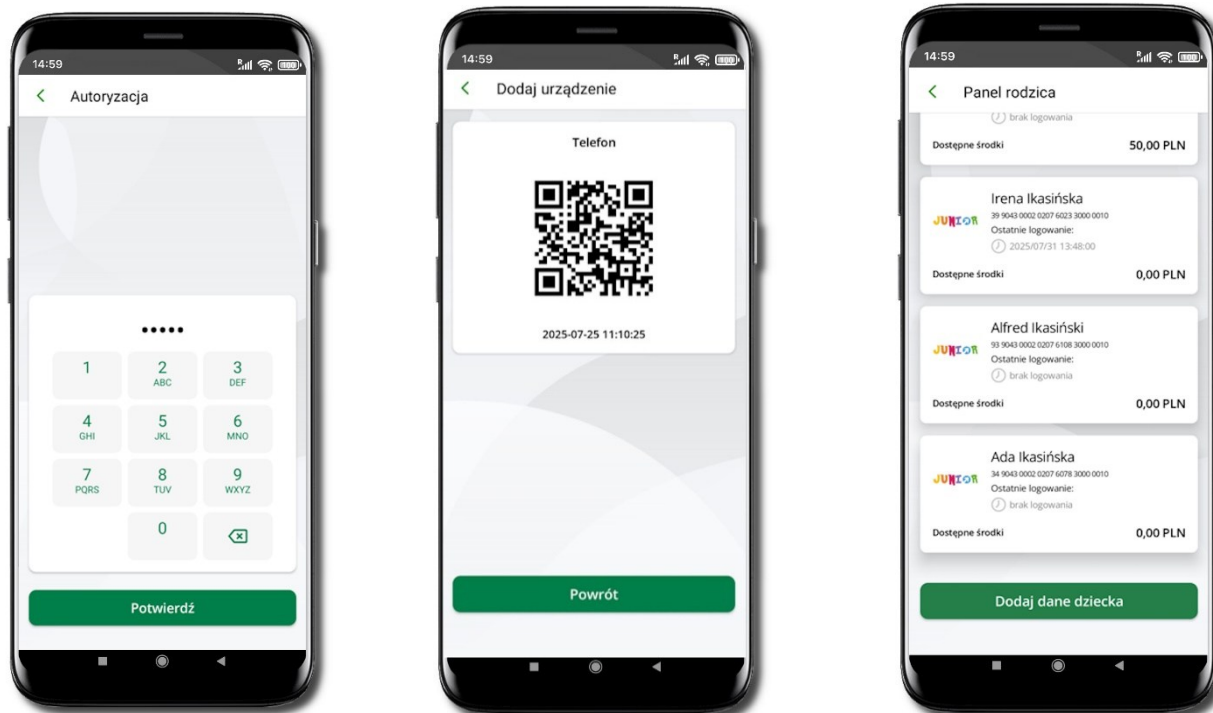 14:59
Autoryzacja
•••••
1
2
ABC
3
DEF
4
GHI
5
JKL
6
MNO
7
PQRS
8
TUV
9
WXYZ
0
Potwierdź
14:59
Dodaj urządzenie
Telefon
2025-07-25 11:10:25
Powrót
14:59
Panel rodzica
brak logowania
Dostępne środki 50,00 PLN
Irena Ikasińska
JUNIOR
39 9043 0002 0207 6023 3000 0010
Ostatnie logowanie:
2025/07/31 13:48:00
Dostępne środki 0,00 PLN
Alfred Ikasiński
JUNIOR
93 9043 0002 0207 6108 3000 0010
Ostatnie logowanie:
brak logowania
Dostępne środki 0,00 PLN
Ada Ikasińska
JUNIOR
34 9043 0002 0207 6078 3000 0010
Ostatnie logowanie:
brak logowania
Dostępne środki 0,00 PLN
Dodaj dane dziecka